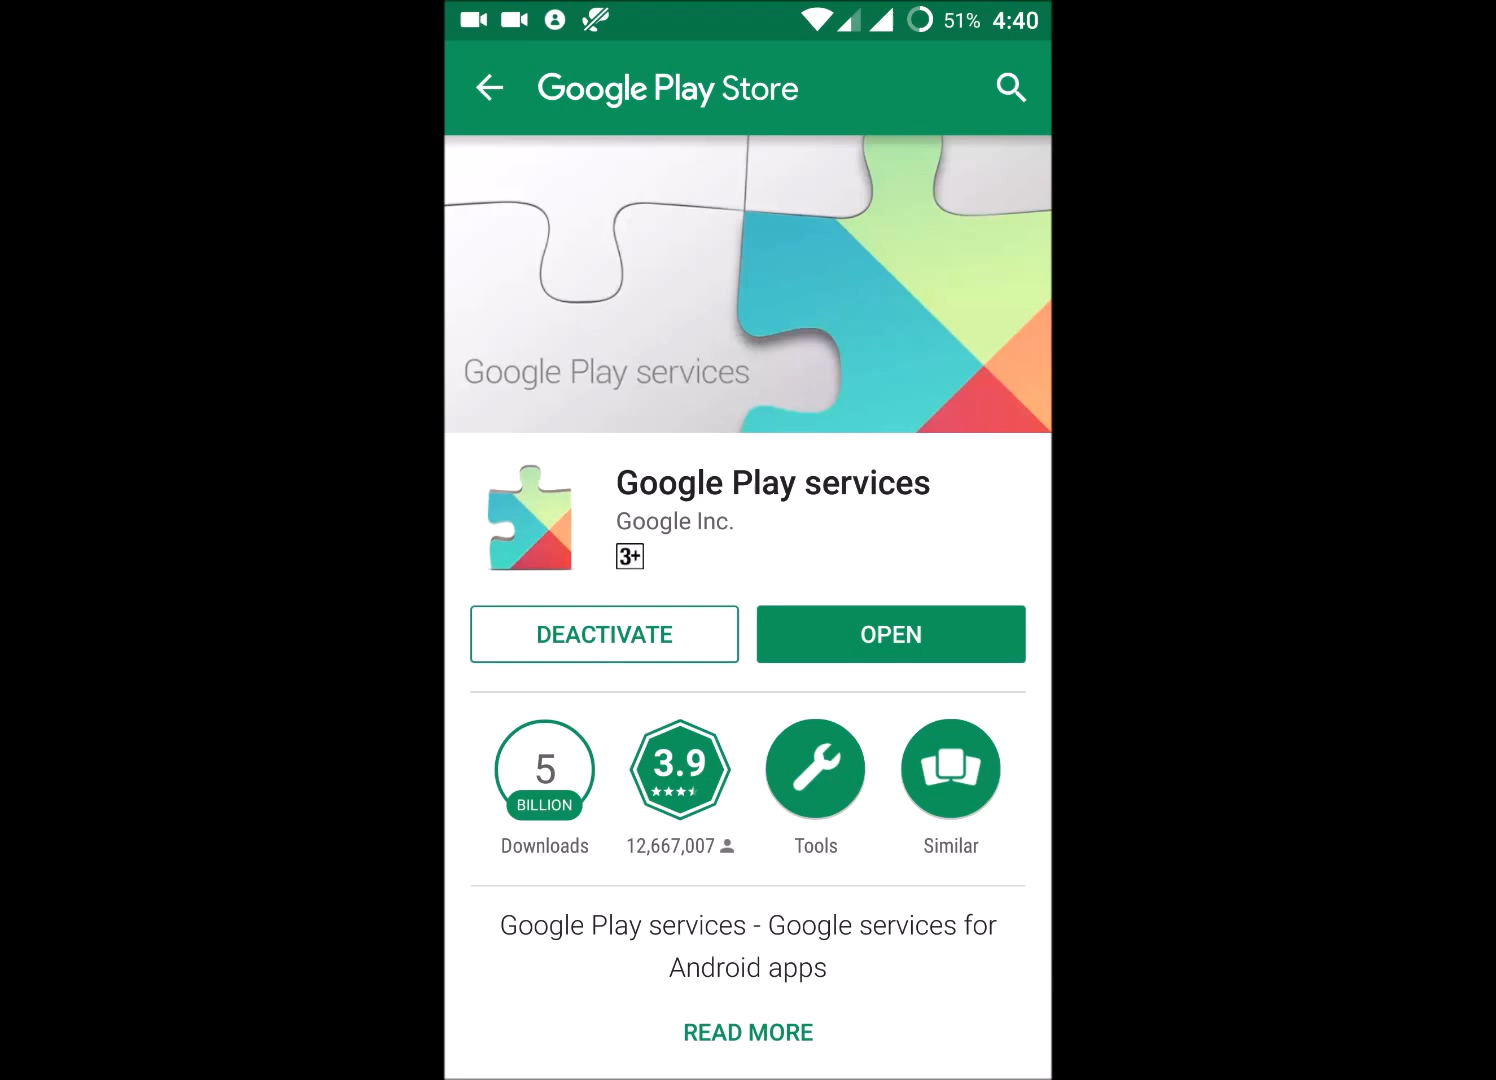 51% 4:40
Google Play Store
Google Play services
Google Play services
Google Inc.
3+
DEACTIVATE OPEN
5 3.9
BILLION
Downloads 12,667,007 Tools Similar
Google Play services - Google services for
Android apps
READ MORE